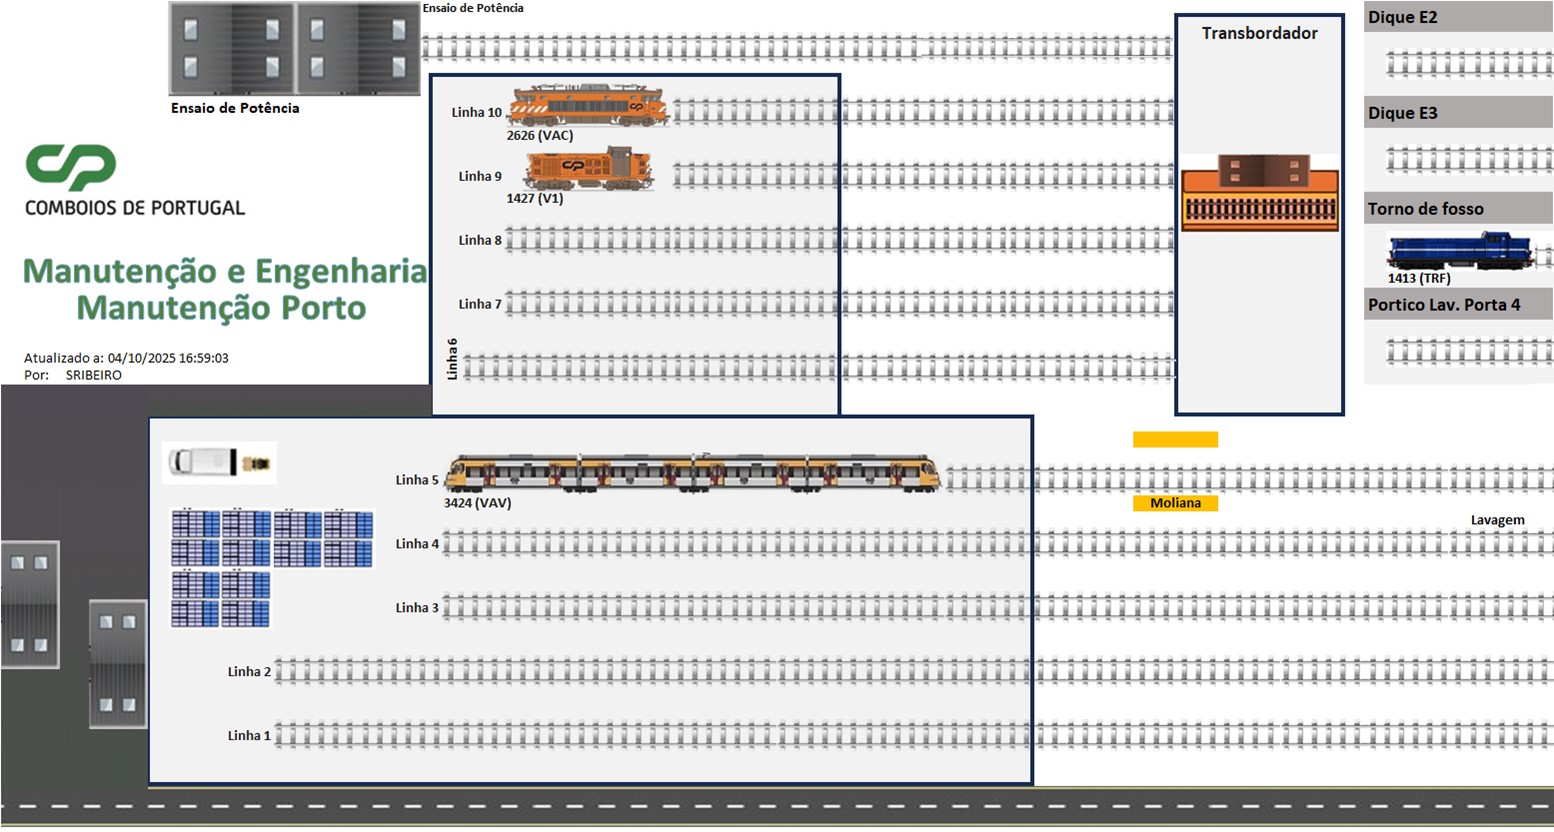 Ensaio de Potência
Ensaio de Potência
Transbordador
Dique E2
Dique E3
Torno de fosso
1413 (TRF)
Portico Lav. Porta 4
CP
COMBOIOS DE PORTUGAL
Manutenção e Engenharia
Manutenção Porto
Atualizado a: 04/10/2025 16:59:03
Por: SRIBEIRO
Linha 10
2626 (VAC)
Linha 9
1427 (V1)
Linha 8
Linha 7
Linha 6
Linha 5
3424 (VAV)
Moliana
Lavagem
Linha 4
Linha 3
Linha 2
Linha 1